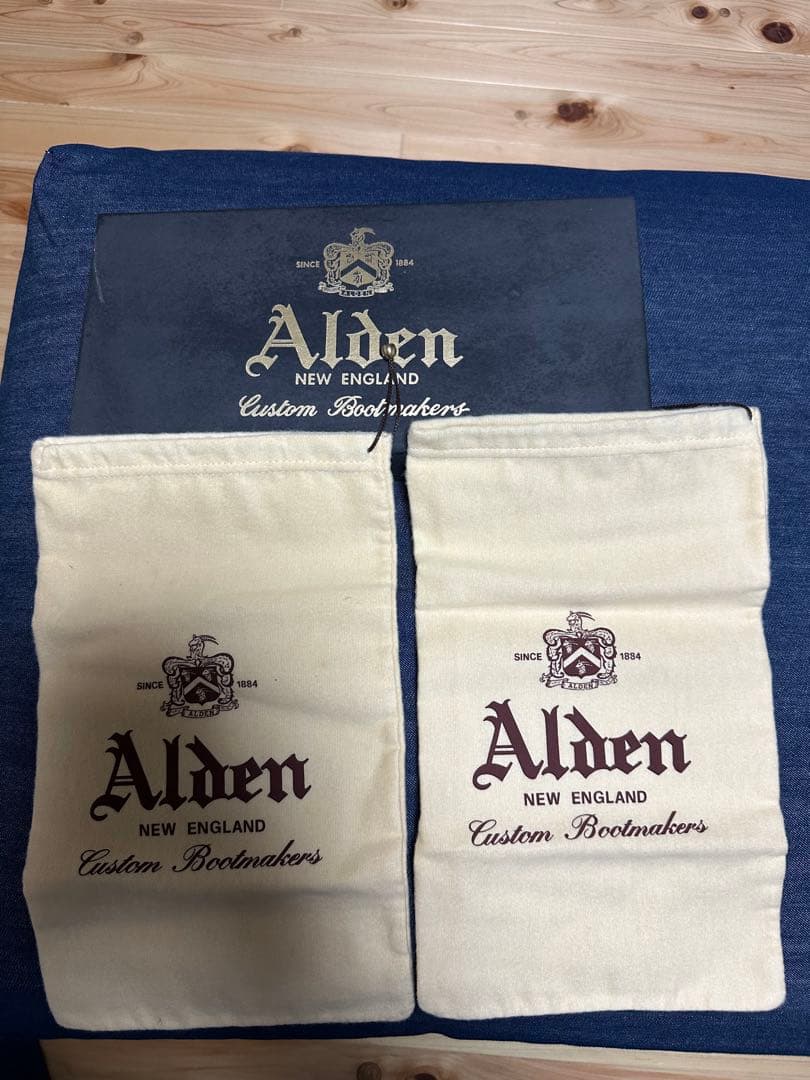 SINCE 1884
ALDEN
Alden
NEW ENGLAND
Custom Bootmakers
SINCE 1884
ALDEN
Alden
NEW ENGLAND
Custom Bootmakers
SINCE 1884
ALDEN
Alden
NEW ENGLAND
Custom Bootmakers